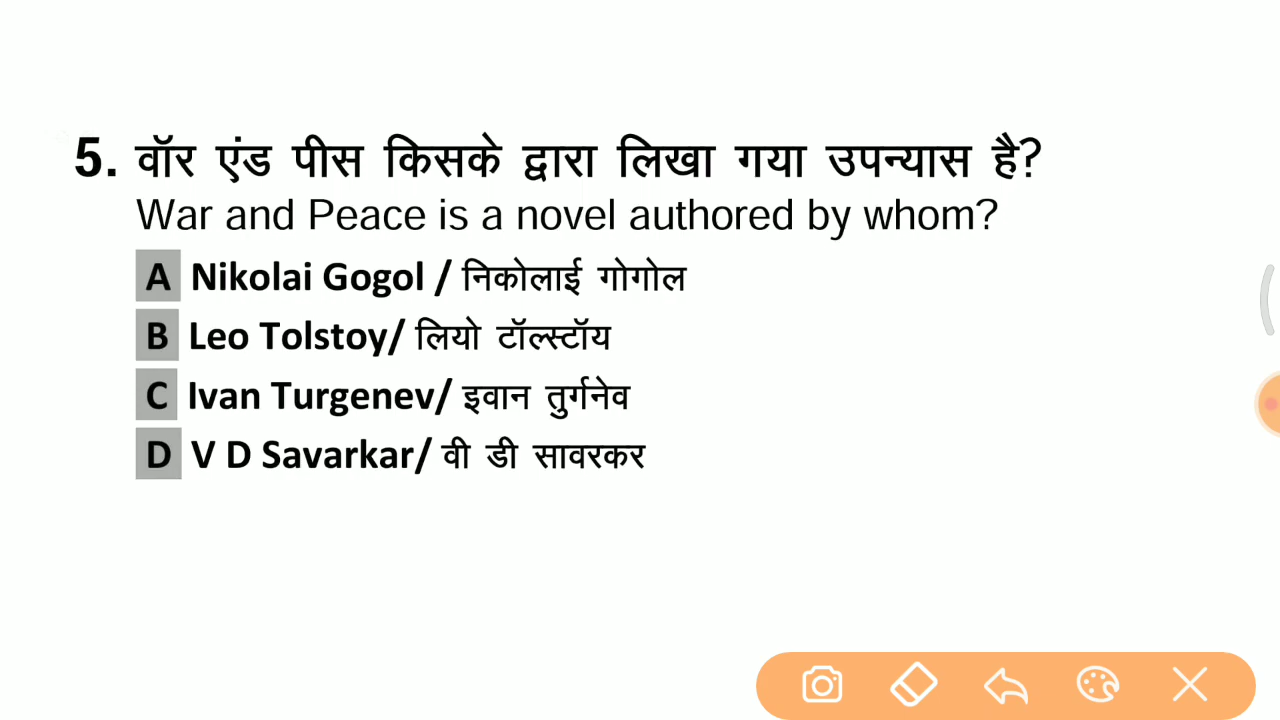 5. वॉर एंड पीस किसके द्वारा लिखा गया उपन्यास है?
War and Peace is a novel authored by whom?
A Nikolai Gogol / निकोलाई गोगोल
B Leo Tolstoy/ लियो टॉल्स्टॉय
C Ivan Turgenev/ इवान तुर्गनेव
D V D Savarkar/ वी डी सावरकर